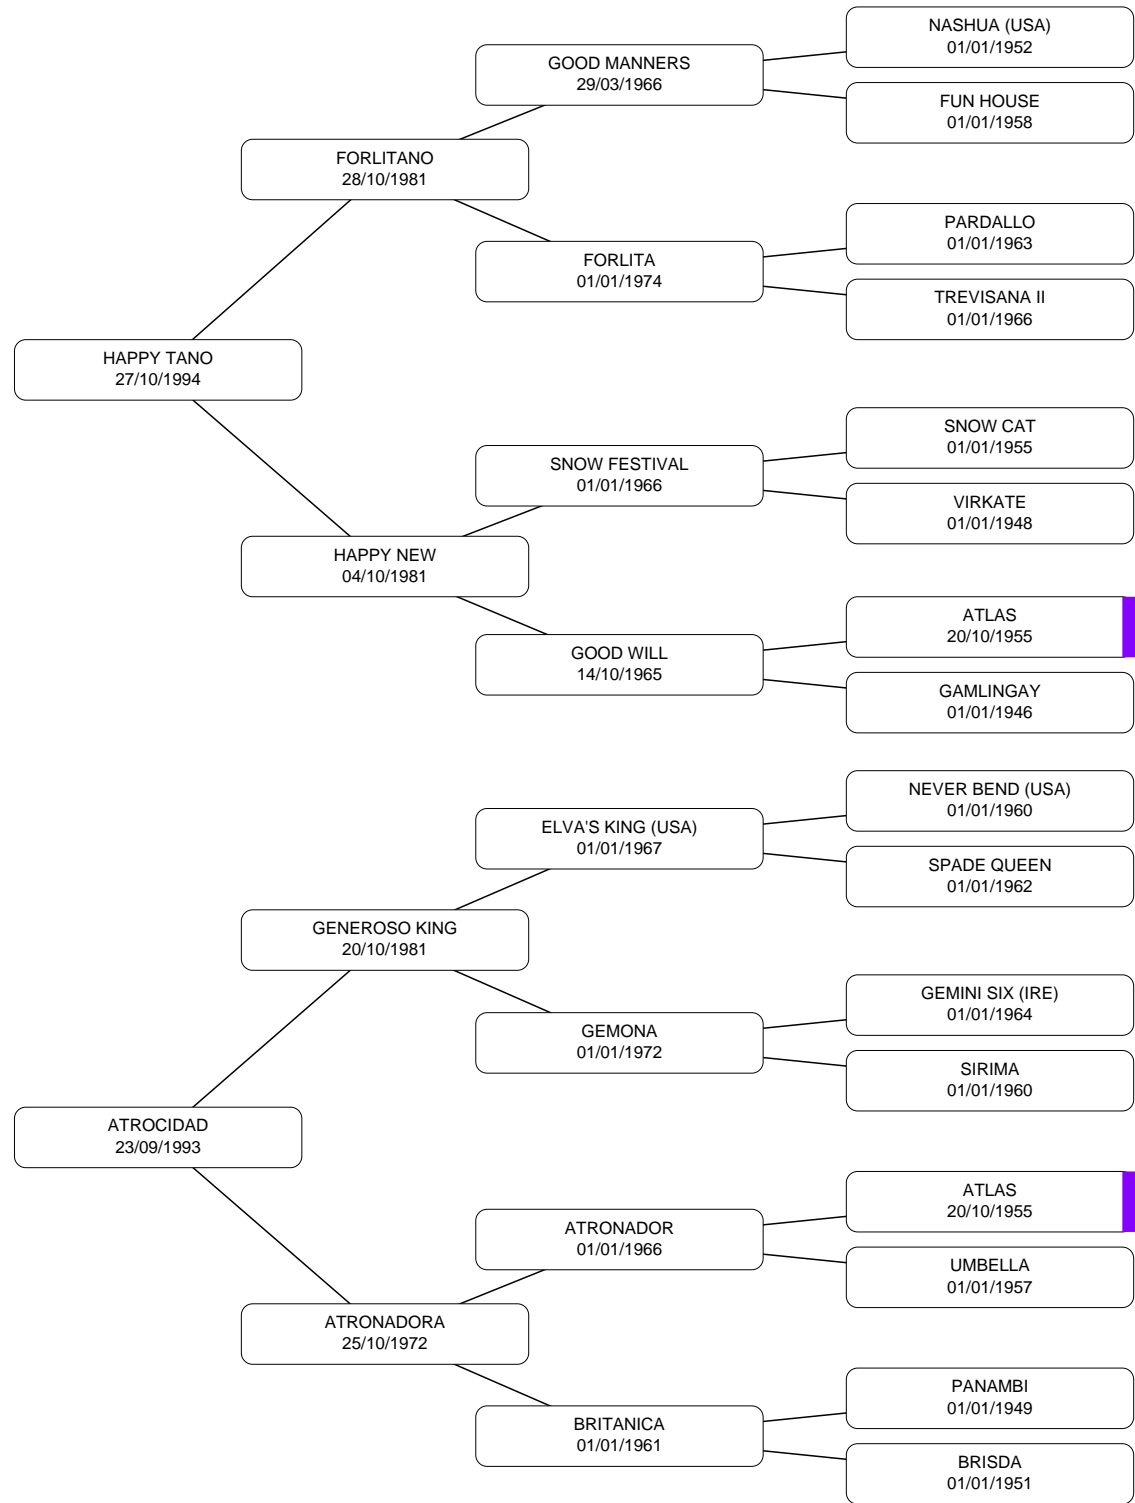 NASHUA (USA)
01/01/1952
GOOD MANNERS
29/03/1966
FUN HOUSE
01/01/1958
FORLITANO
28/10/1981
PARDALLO
01/01/1963
FORLITA
01/01/1974
TREVISANA II
01/01/1966
HAPPY TANO
27/10/1994
SNOW CAT
01/01/1955
SNOW FESTIVAL
01/01/1966
VIRKATE
01/01/1948
HAPPY NEW
04/10/1981
ATLAS
20/10/1955
GOOD WILL
14/10/1965
GAMLINGAY
01/01/1946
NEVER BEND (USA)
01/01/1960
ELVA'S KING (USA)
01/01/1967
SPADE QUEEN
01/01/1962
GENEROSO KING
20/10/1981
GEMINI SIX (IRE)
01/01/1964
GEMONA
01/01/1972
SIRIMA
01/01/1960
ATROCIDAD
23/09/1993
ATLAS
20/10/1955
ATRONADOR
01/01/1966
UMBELLA
01/01/1957
ATRONADORA
25/10/1972
PANAMBI
01/01/1949
BRITANICA
01/01/1961
BRISDA
01/01/1951